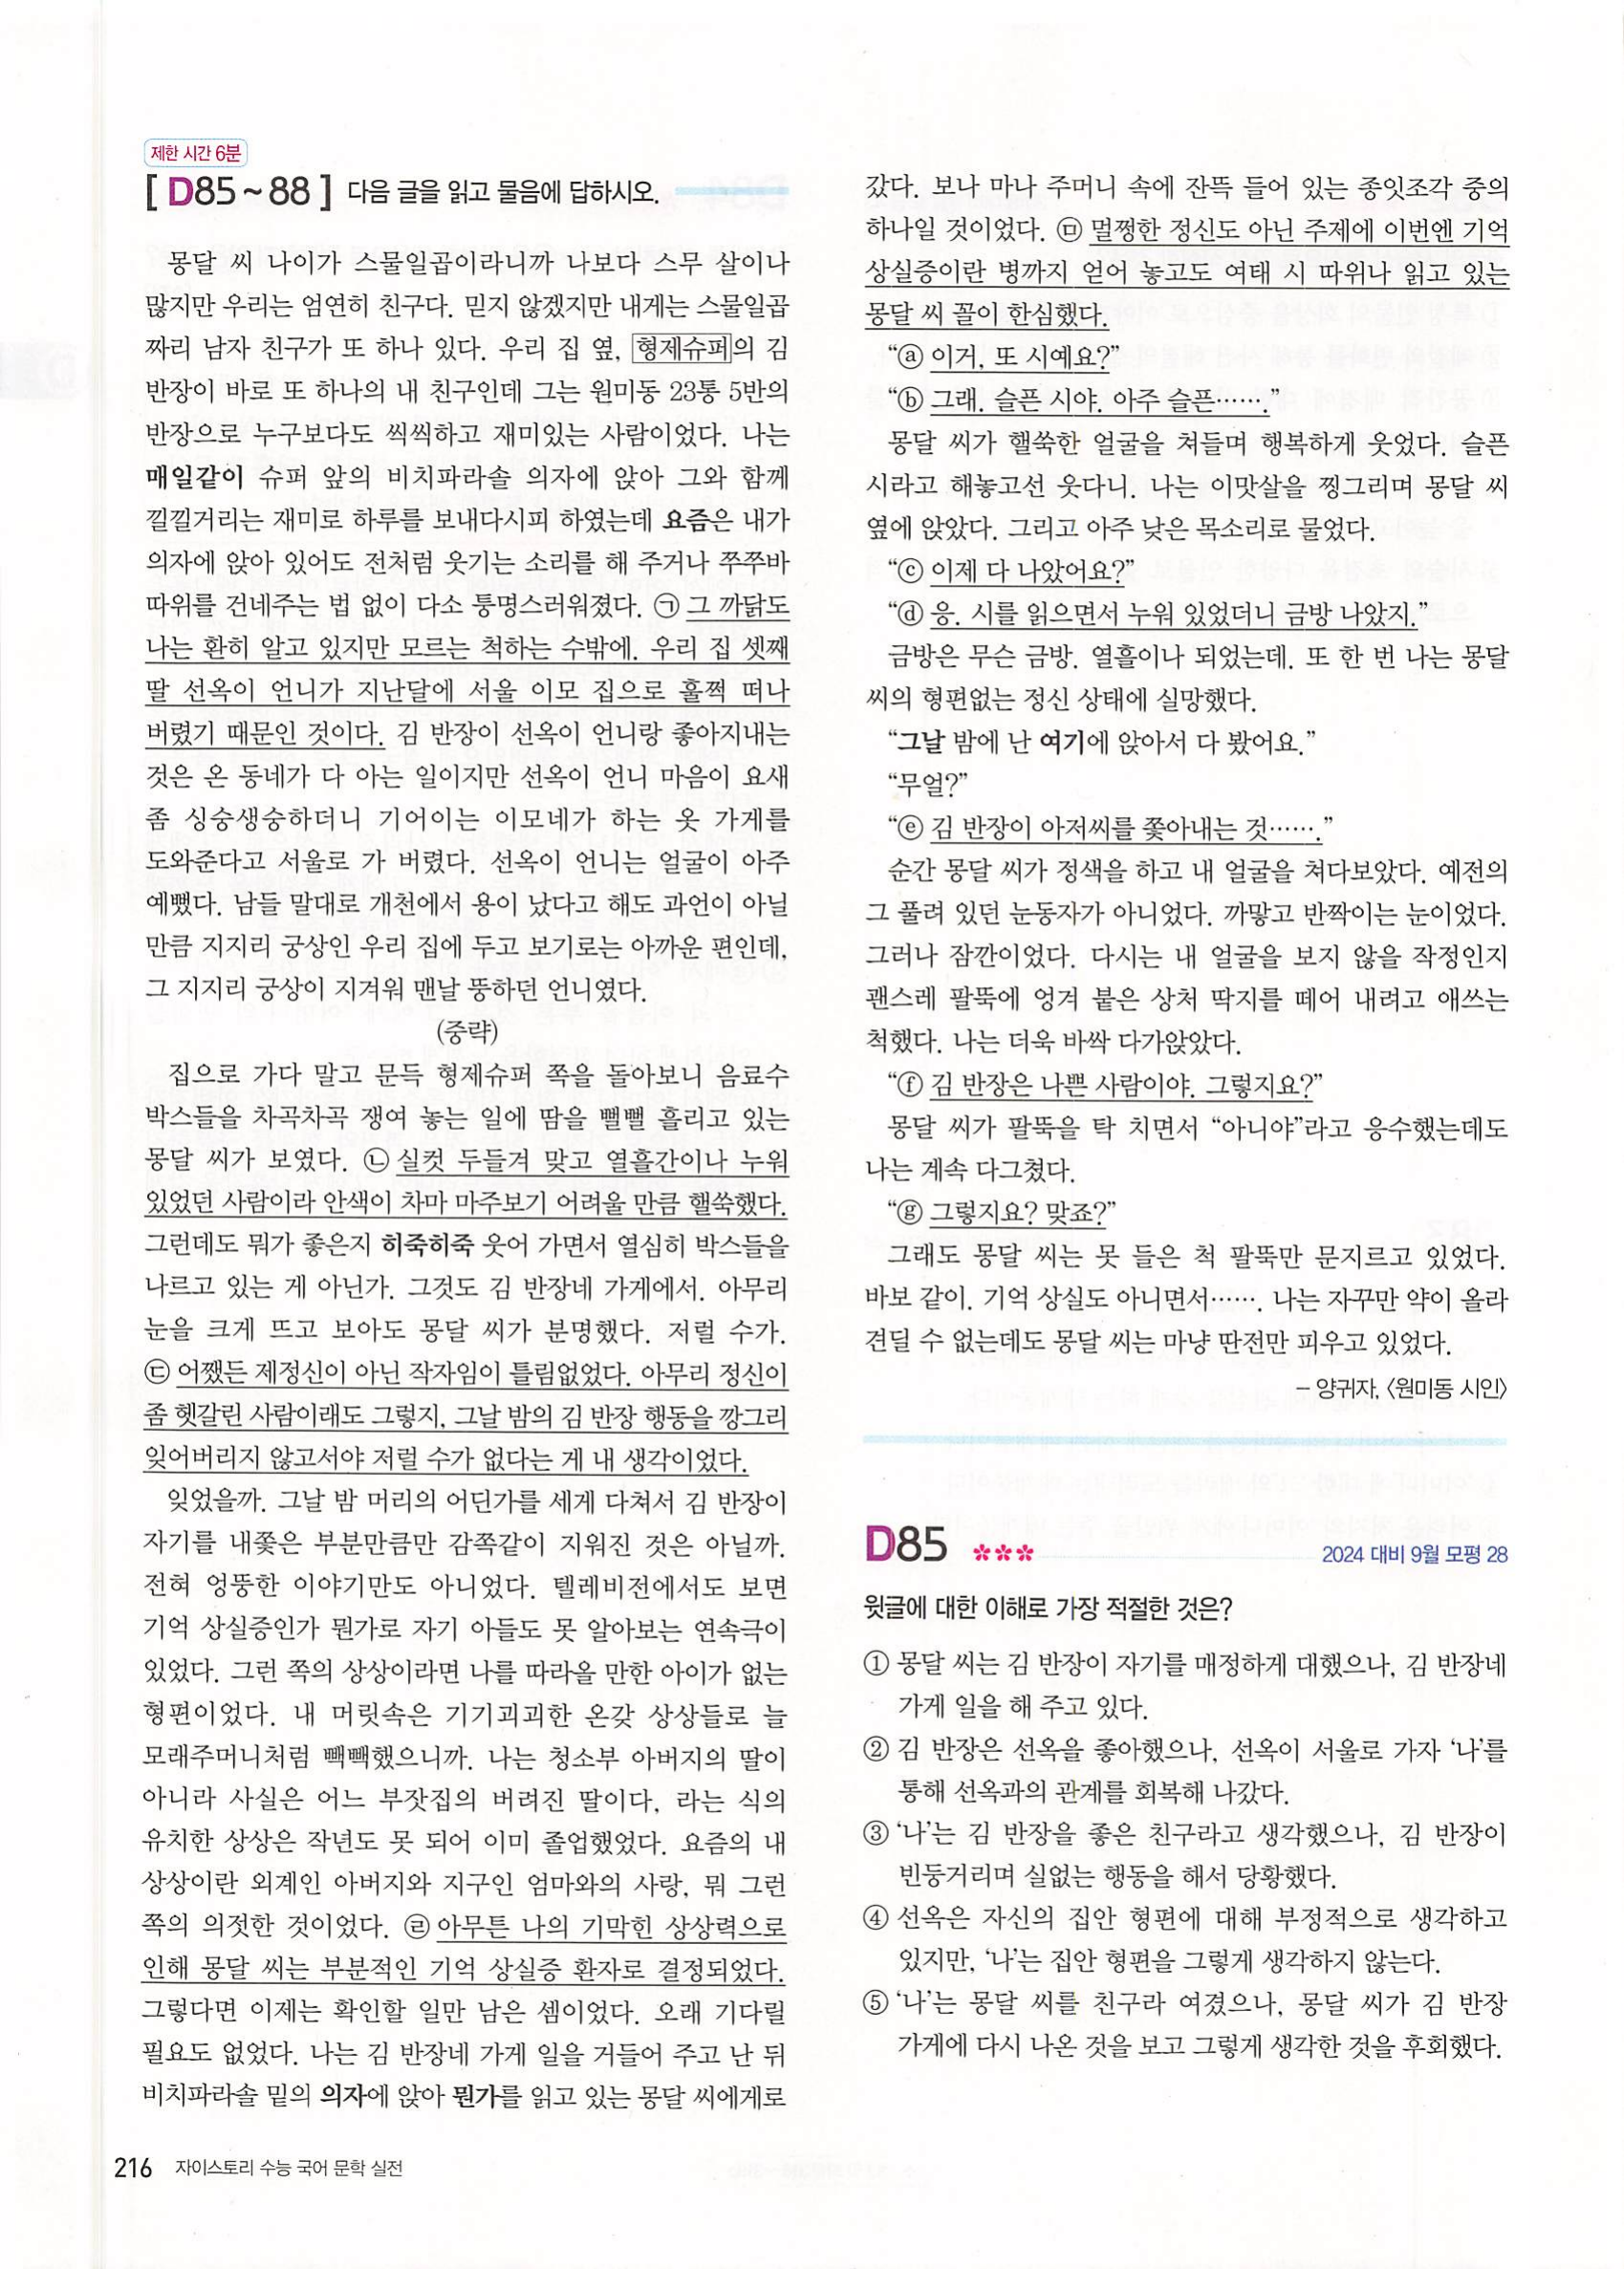 제한 시간 6분
[ D85~88 ] 다음 글을 읽고 물음에 답하시오.
몽달 씨 나이가 스물일곱이라니까 나보다 스무 살이나
많지만 우리는 엄연히 친구다. 믿지 않겠지만 내게는 스물일곱
짜리 남자 친구가 또 하나 있다. 우리 집 옆, 형제슈퍼의 김
반장이 바로 또 하나의 내 친구인데 그는 원미동 23통 5반의
반장으로 누구보다도 씩씩하고 재미있는 사람이었다. 나는
매일같이 슈퍼 앞의 비치파라솔 의자에 앉아 그와 함께
낄낄거리는 재미로 하루를 보내다시피 하였는데 요즘은 내가
의자에 앉아 있어도 전처럼 웃기는 소리를 해 주거나 쭈쭈바
따위를 건네주는 법 없이 다소 퉁명스러워졌다. ㉠ 그 까닭도
나는 환히 알고 있지만 모르는 척하는 수밖에. 우리 집 셋째
딸 선옥이 언니가 지난달에 서울 이모 집으로 훌쩍 떠나
버렸기 때문인 것이다. 김 반장이 선옥이 언니랑 좋아지내는
것은 온 동네가 다 아는 일이지만 선옥이 언니 마음이 요새
좀 싱숭생숭하더니 기어이는 이모네가 하는 옷 가게를
도와준다고 서울로 가 버렸다. 선옥이 언니는 얼굴이 아주
예뻤다. 남들 말대로 개천에서 용이 났다고 해도 과언이 아닐
만큼 지지리 궁상인 우리 집에 두고 보기로는 아까운 편인데,
그 지지리 궁상이 지겨워 맨날 뚱하던 언니였다.
(중략)
집으로 가다 말고 문득 형제슈퍼 쪽을 돌아보니 음료수
박스들을 차곡차곡 쟁여 놓는 일에 땀을 뻘뻘 흘리고 있는
몽달 씨가 보였다. ㉡ 실컷 두들겨 맞고 열흘간이나 누워
있었던 사람이라 안색이 차마 마주보기 어려울 만큼 핼쑥했다.
그런데도 뭐가 좋은지 히죽히죽 웃어 가면서 열심히 박스들을
나르고 있는 게 아닌가. 그것도 김 반장네 가게에서. 아무리
눈을 크게 뜨고 보아도 몽달 씨가 분명했다. 저럴 수가.
㉢ 어쨌든 제정신이 아닌 작자임이 틀림없었다. 아무리 정신이
좀 헷갈린 사람이래도 그렇지, 그날 밤의 김 반장 행동을 깡그리
잊어버리지 않고서야 저럴 수가 없다는 게 내 생각이었다.
잊었을까. 그날 밤 머리의 어딘가를 세게 다쳐서 김 반장이
자기를 내쫓은 부분만큼만 감쪽같이 지워진 것은 아닐까.
전혀 엉뚱한 이야기만도 아니었다. 텔레비전에서도 보면
기억 상실증인가 뭔가로 자기 아들도 못 알아보는 연속극이
있었다. 그런 쪽의 상상이라면 나를 따라올 만한 아이가 없는
형편이었다. 내 머릿속은 기기괴괴한 온갖 상상들로 늘
모래주머니처럼 빽빽했으니까. 나는 청소부 아버지의 딸이
아니라 사실은 어느 부잣집의 버려진 딸이다, 라는 식의
유치한 상상은 작년도 못 되어 이미 졸업했었다. 요즘의 내
상상이란 외계인 아버지와 지구인 엄마와의 사랑, 뭐 그런
쪽의 의젓한 것이었다. ㉣ 아무튼 나의 기막힌 상상력으로
인해 몽달 씨는 부분적인 기억 상실증 환자로 결정되었다.
그렇다면 이제는 확인할 일만 남은 셈이었다. 오래 기다릴
필요도 없었다. 나는 김 반장네 가게 일을 거들어 주고 난 뒤
비치파라솔 밑의 의자에 앉아 뭔가를 읽고 있는 몽달 씨에게로
216 자이스토리 수능 국어 문학 실전
갔다. 보나 마나 주머니 속에 잔뜩 들어 있는 종잇조각 중의
하나일 것이었다. ㉤ 멀쩡한 정신도 아닌 주제에 이번엔 기억
상실증이란 병까지 얻어 놓고도 여태 시 따위나 읽고 있는
몽달 씨 꼴이 한심했다.
“ⓐ 이거, 또 시예요?”
“ⓑ 그래. 슬픈 시야. 아주 슬픈……”
몽달 씨가 핼쑥한 얼굴을 쳐들며 행복하게 웃었다. 슬픈
시라고 해놓고선 웃다니. 나는 이맛살을 찡그리며 몽달 씨
옆에 앉았다. 그리고 아주 낮은 목소리로 물었다.
“ⓒ 이제 다 나았어요?”
“ⓓ 응. 시를 읽으면서 누워 있었더니 금방 나았지.”
금방은 무슨 금방. 열흘이나 되었는데. 또 한 번 나는 몽달
씨의 형편없는 정신 상태에 실망했다.
“그날 밤에 난 여기에 앉아서 다 봤어요.”
“무얼?”
“ⓔ 김 반장이 아저씨를 쫓아내는 것…….”
순간 몽달 씨가 정색을 하고 내 얼굴을 쳐다보았다. 예전의
그 풀려 있던 눈동자가 아니었다. 까맣고 반짝이는 눈이었다.
그러나 잠깐이었다. 다시는 내 얼굴을 보지 않을 작정인지
괜스레 팔뚝에 엉겨 붙은 상처 딱지를 떼어 내려고 애쓰는
척했다. 나는 더욱 바싹 다가앉았다.
“ⓕ 김 반장은 나쁜 사람이야. 그렇지요?”
몽달 씨가 팔뚝을 탁 치면서 “아니야”라고 응수했는데도
나는 계속 다그쳤다.
“ⓖ 그렇지요? 맞죠?”
그래도 몽달 씨는 못 들은 척 팔뚝만 문지르고 있었다.
바보 같이. 기억 상실도 아니면서……. 나는 자꾸만 약이 올라
견딜 수 없는데도 몽달 씨는 마냥 딴전만 피우고 있었다.
– 양귀자, 〈원미동 시인〉
D85 ✽✽✽ 2024 대비 9월 모평 28
윗글에 대한 이해로 가장 적절한 것은?
① 몽달 씨는 김 반장이 자기를 매정하게 대했으나, 김 반장네
가게 일을 해 주고 있다.
② 김 반장은 선옥을 좋아했으나, 선옥이 서울로 가자 ‘나’를
통해 선옥과의 관계를 회복해 나갔다.
③ ‘나’는 김 반장을 좋은 친구라고 생각했으나, 김 반장이
빈둥거리며 실없는 행동을 해서 당황했다.
④ 선옥은 자신의 집안 형편에 대해 부정적으로 생각하고
있지만, ‘나’는 집안 형편을 그렇게 생각하지 않는다.
⑤ ‘나’는 몽달 씨를 친구라 여겼으나, 몽달 씨가 김 반장
가게에 다시 나온 것을 보고 그렇게 생각한 것을 후회했다.